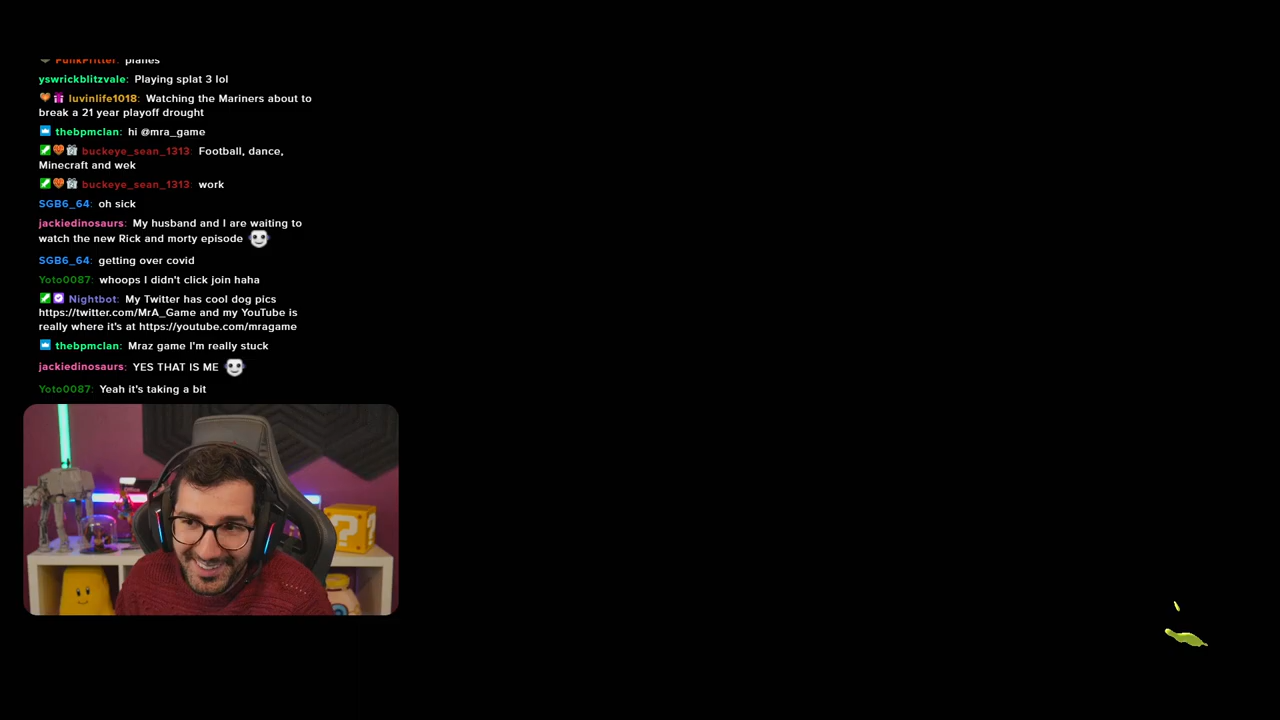 PunkFritter: planes
yswrickblitzvale: Playing splat 3 lol
luvinlife1018: Watching the Mariners about to
break a 21 year playoff drought
thebpmclan: hi @mra_game
buckeye_sean_1313: Football, dance,
Minecraft and wek
buckeye_sean_1313: work
SGB6_64: oh sick
jackiedinosaurs: My husband and I are waiting to
watch the new Rick and morty episode
SGB6_64: getting over covid
Yoto0087: whoops I didn't click join haha
Nightbot: My Twitter has cool dog pics
https://twitter.com/MrA_Game and my YouTube is
really where it's at https://youtube.com/mragame
thebpmclan: Mraz game I'm really stuck
jackiedinosaurs: YES THAT IS ME
Yoto0087: Yeah it's taking a bit
?